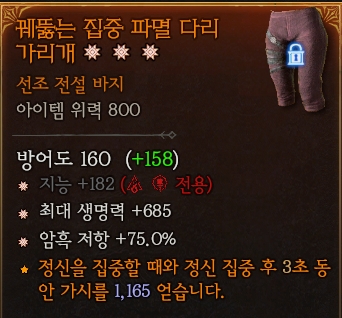 꿰뚫는 집중 파멸 다리
가리개
선조 전설 바지
아이템 위력 800
방어도 160 (+158)
지능 +182 ( 전용)
최대 생명력 +685
암흑 저항 +75.0%
정신을 집중할 때와 정신 집중 후 3초 동
안 가시를 1,165 얻습니다.